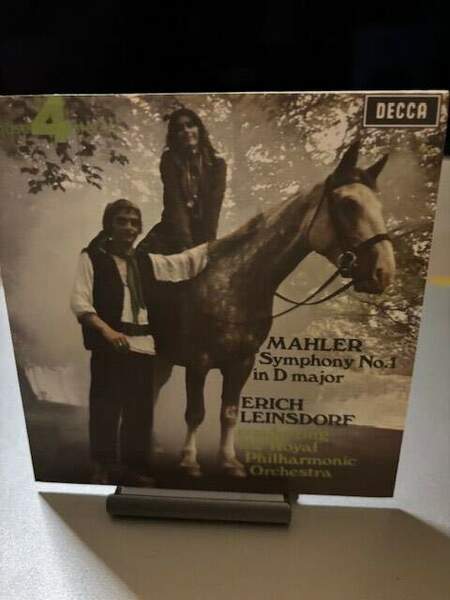 4
DECCA
MAHLER
Symphony No.1
in D major
ERICH
LEINSDORF
Royal
Philharmonic
Orchestra